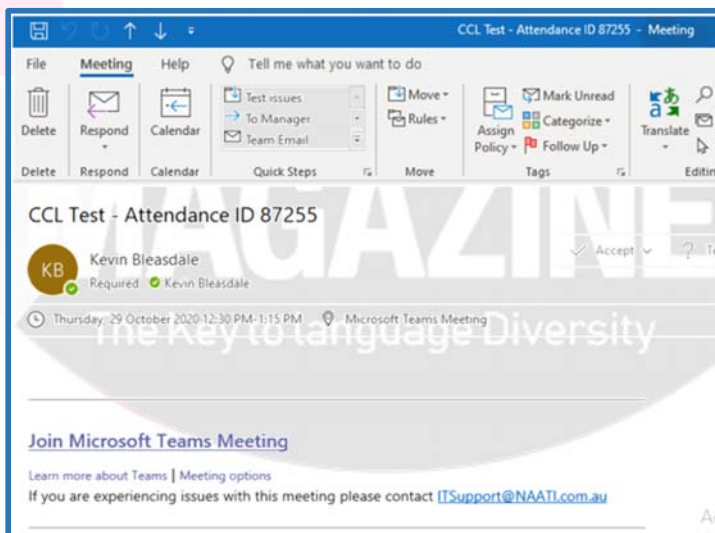 CCL Test - Attendance ID 87255 - Meeting
File Meeting Help Tell me what you want to do
Delete
Respond
Calendar
Test issues
To Manager
Team Email
Move
Rules
Assign Policy
Mark Unread
Categorize
Follow Up
Translate
Delete Respond Calendar Quick Steps Move Tags
CCL Test - Attendance ID 87255
MAGAZINE
KB
Kevin Bleasdale
Required Kevin Bleasdale
Accept ?
Thursday, 29 October 2020 12:30 PM-1:15 PM Microsoft Teams Meeting
The Key to language Diversity
Join Microsoft Teams Meeting
Learn more about Teams | Meeting options
If you are experiencing issues with this meeting please contact ITSupport@NAATI.com.au